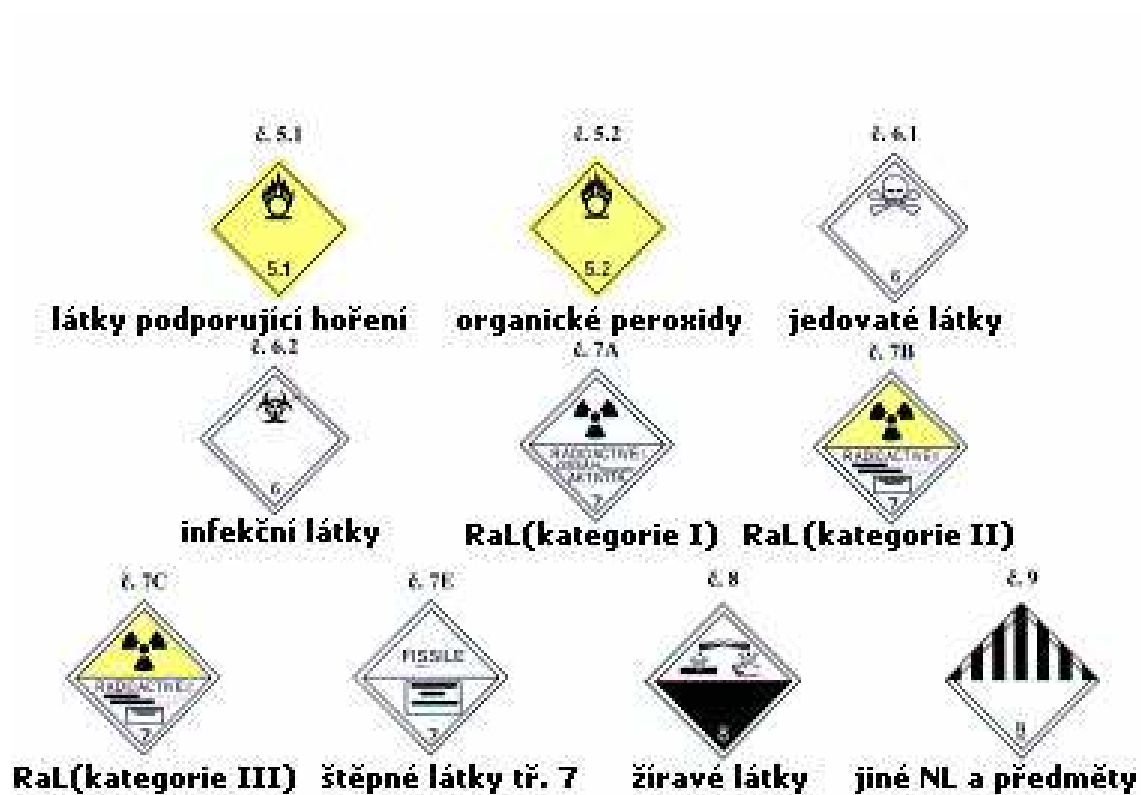 č. 5.1 č. 5.2 č. 6.1
5.1 5.2 6
látky podporující hoření organické peroxidy jedovaté látky
č. 6.2 č. 7A č. 7B
RADIOACTIVE RADIOACTIVE
6 7 7
infekční látky RaL(kategorie I) RaL(kategorie II)
č. 7C č. 7E č. 8 č. 9
FISSILE
RADIOACTIVE
7 7 8 9
RaL(kategorie III) štěpné látky tř. 7 žíravé látky jiné NL a předměty